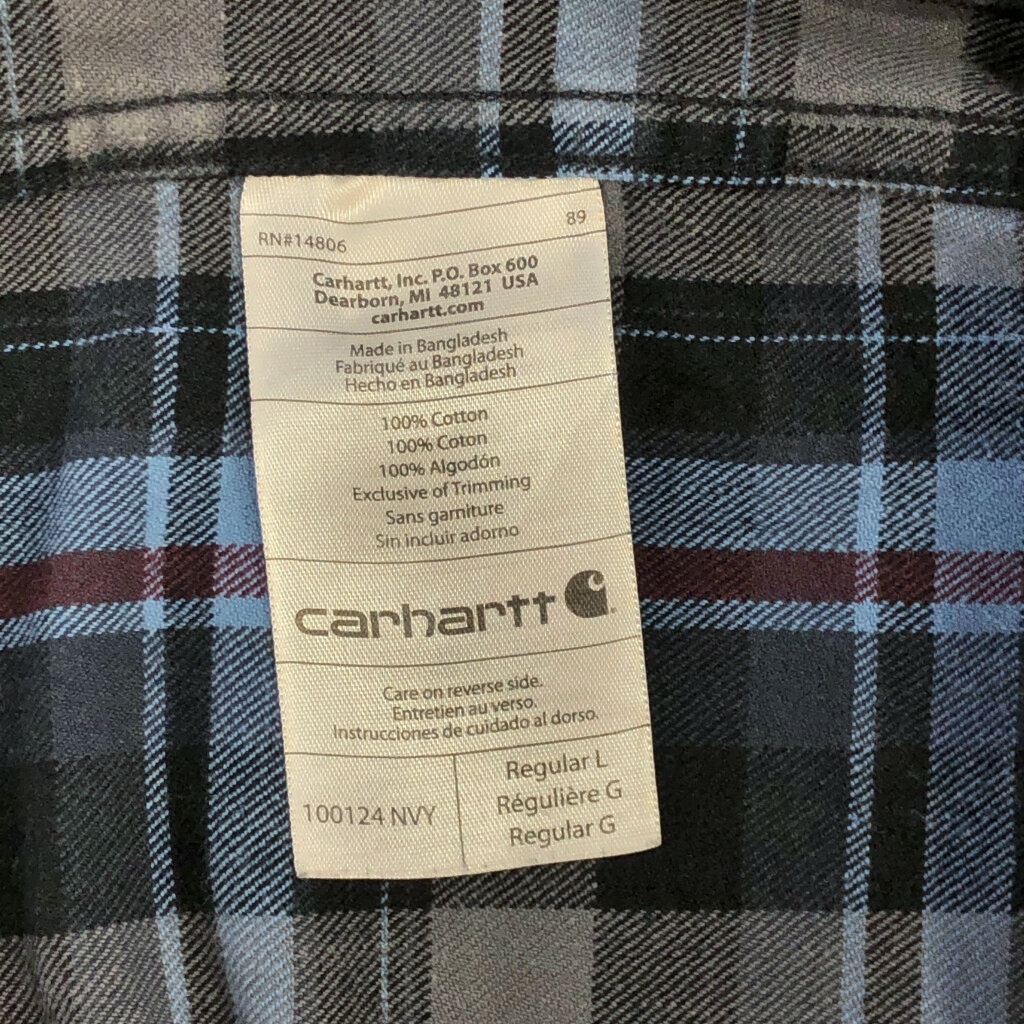 89
RN#14806
Carhartt, Inc. P.O. Box 600
Dearborn, MI 48121 USA
carhartt.com
Made in Bangladesh
Fabriqué au Bangladesh
Hecho en Bangladesh
100% Cotton
100% Coton
100% Algodón
Exclusive of Trimming
Sans garniture
Sin incluir adorno
carhartt
Care on reverse side.
Entretien au verso.
Instrucciones de cuidado al dorso.
100124 NVY
Regular L
Régulière G
Regular G